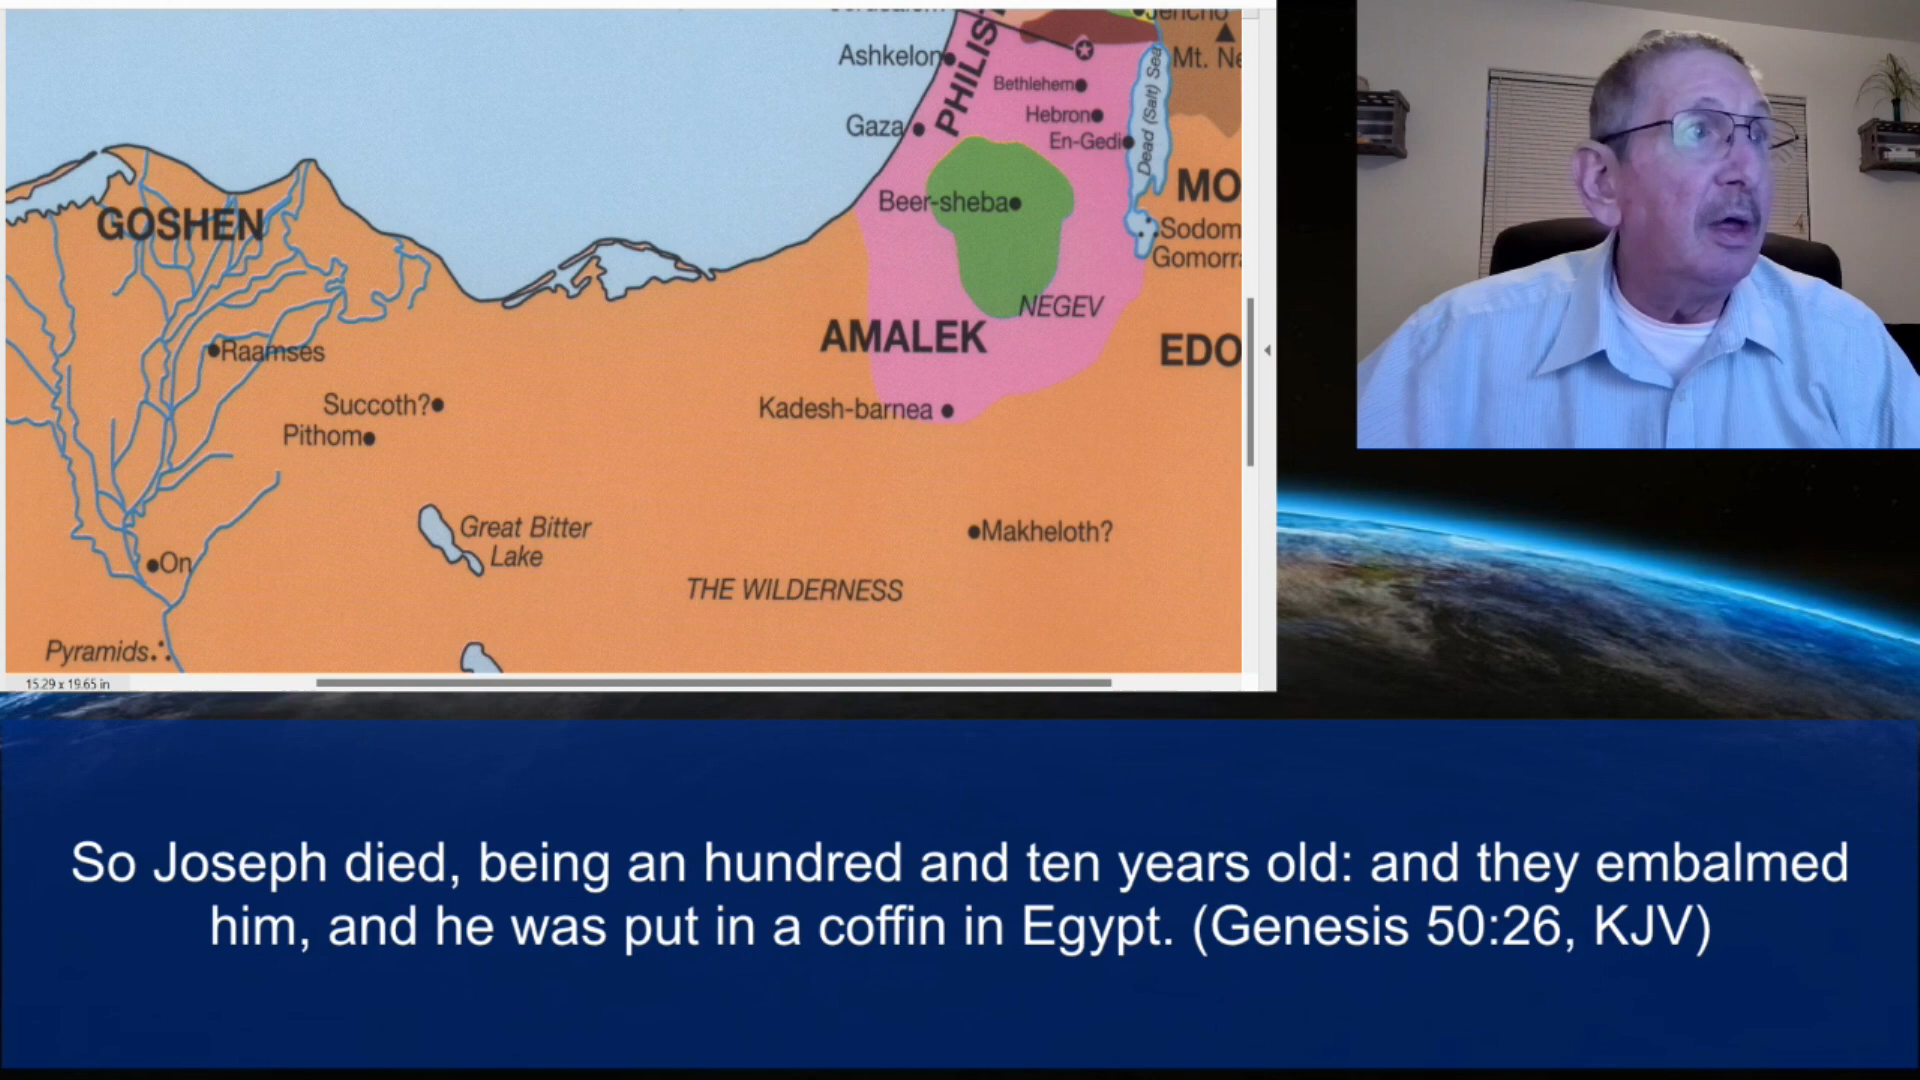 Jerusalem
Jericho
Ashkelon
PHILIS
Mt. Ne
Bethlehem
Dead (Salt) Sea
Gaza
Hebron
En-Gedi
MO
GOSHEN
Beer-sheba
Sodom
Gomorr
NEGEV
AMALEK
EDO
Raamses
Succoth?
Kadesh-barnea
Pithom
Great Bitter
Lake
Makheloth?
On
THE WILDERNESS
Pyramids
15.29 x 19.65 in
So Joseph died, being an hundred and ten years old: and they embalmed
him, and he was put in a coffin in Egypt. (Genesis 50:26, KJV)